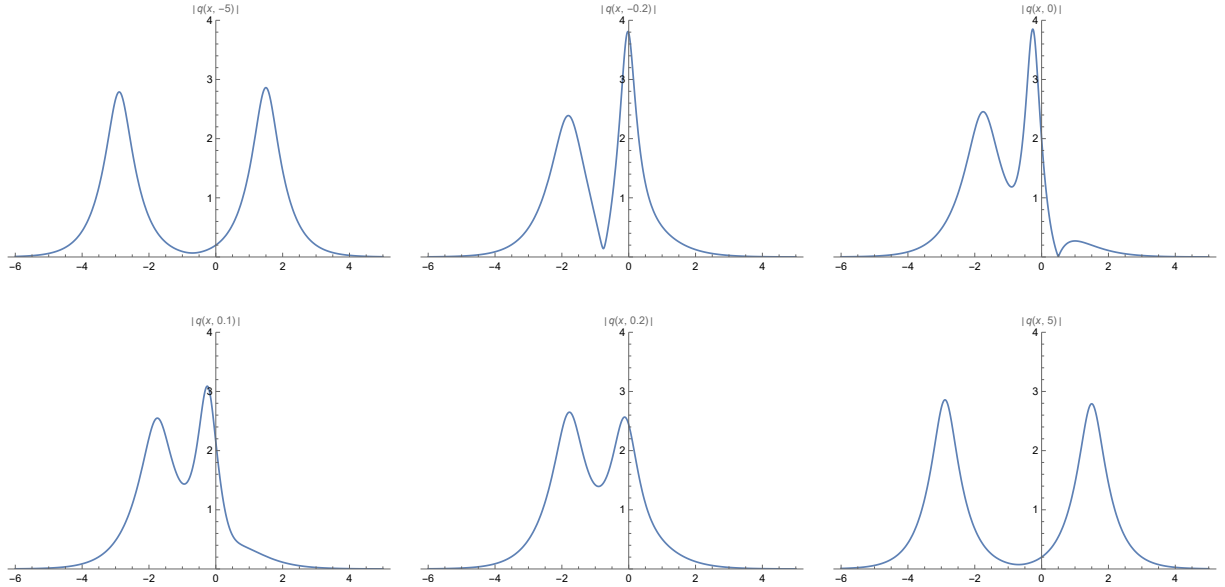 | q(x, −5) |
4
3
2
1
−6 −4 −2 0 2 4
| q(x, −0.2) |
4
3
2
1
−6 −4 −2 0 2 4
| q(x, 0) |
4
3
2
1
−6 −4 −2 0 2 4
| q(x, 0.1) |
4
3
2
1
−6 −4 −2 0 2 4
| q(x, 0.2) |
4
3
2
1
−6 −4 −2 0 2 4
| q(x, 5) |
4
3
2
1
−6 −4 −2 0 2 4